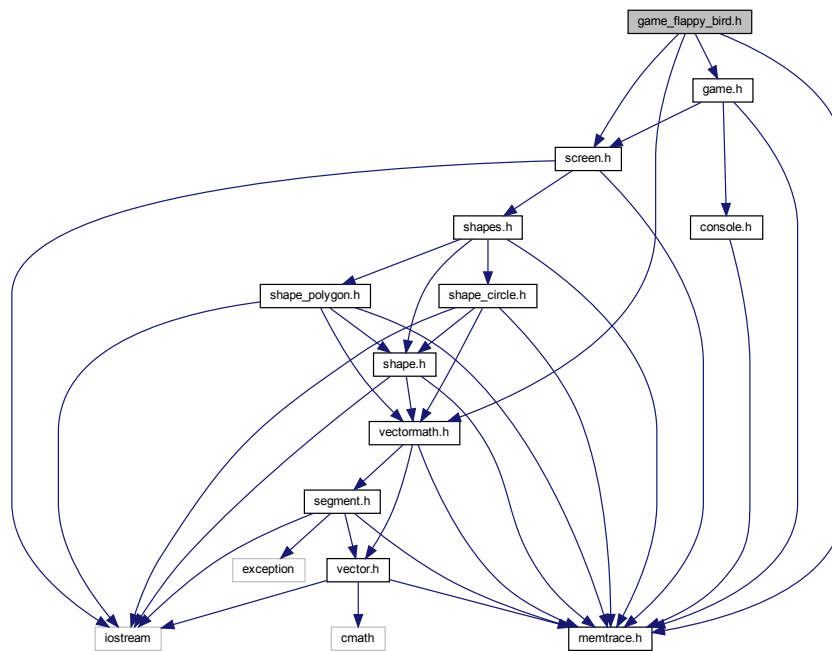 game_flappy_bird.h
game.h
screen.h
shapes.h
console.h
shape_polygon.h
shape_circle.h
shape.h
vectormath.h
segment.h
exception
vector.h
iostream
cmath
memtrace.h